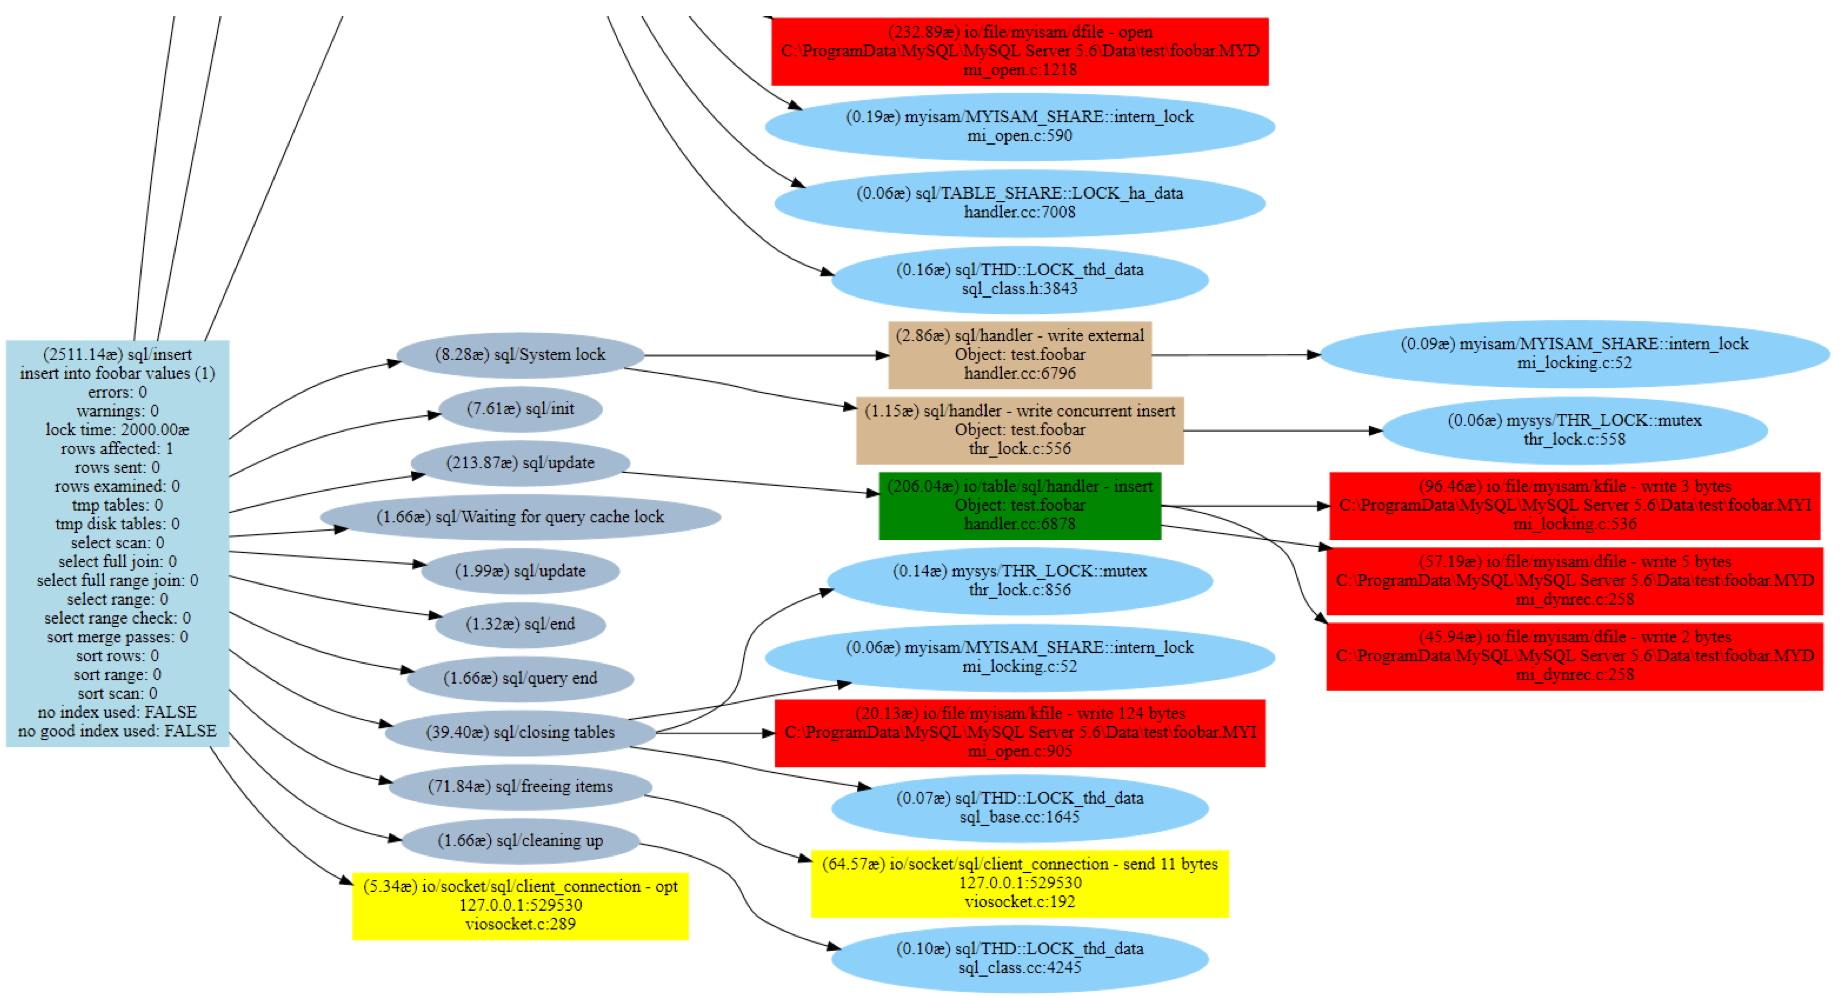 (232.89æ) io/file/myisam/dfile - open
C:\ProgramData\MySQL\MySQL Server 5.6\Data\test\foobar.MYD
mi_open.c:1218
(0.19æ) myisam/MYISAM_SHARE::intern_lock
mi_open.c:590
(0.06æ) sql/TABLE_SHARE::LOCK_ha_data
handler.cc:7008
(0.16æ) sql/THD::LOCK_thd_data
sql_class.h:3843
(2511.14æ) sql/insert
insert into foobar values (1)
errors: 0
warnings: 0
lock time: 2000.00æ
rows affected: 1
rows sent: 0
rows examined: 0
tmp tables: 0
tmp disk tables: 0
select scan: 0
select full join: 0
select full range join: 0
select range: 0
select range check: 0
sort merge passes: 0
sort rows: 0
sort range: 0
sort scan: 0
no index used: FALSE
no good index used: FALSE
(8.28æ) sql/System lock
(2.86æ) sql/handler - write external
Object: test.foobar
handler.cc:6796
(0.09æ) myisam/MYISAM_SHARE::intern_lock
mi_locking.c:52
(7.61æ) sql/init
(1.15æ) sql/handler - write concurrent insert
Object: test.foobar
thr_lock.c:556
(0.06æ) mysys/THR_LOCK::mutex
thr_lock.c:558
(213.87æ) sql/update
(206.04æ) io/table/sql/handler - insert
Object: test.foobar
handler.cc:6878
(96.46æ) io/file/myisam/kfile - write 3 bytes
C:\ProgramData\MySQL\MySQL Server 5.6\Data\test\foobar.MYI
mi_locking.c:536
(1.66æ) sql/Waiting for query cache lock
(57.19æ) io/file/myisam/dfile - write 5 bytes
C:\ProgramData\MySQL\MySQL Server 5.6\Data\test\foobar.MYD
mi_dynrec.c:258
(1.99æ) sql/update
(0.14æ) mysys/THR_LOCK::mutex
thr_lock.c:856
(45.94æ) io/file/myisam/dfile - write 2 bytes
C:\ProgramData\MySQL\MySQL Server 5.6\Data\test\foobar.MYD
mi_dynrec.c:258
(1.32æ) sql/end
(0.06æ) myisam/MYISAM_SHARE::intern_lock
mi_locking.c:52
(1.66æ) sql/query end
(39.40æ) sql/closing tables
(20.13æ) io/file/myisam/kfile - write 124 bytes
C:\ProgramData\MySQL\MySQL Server 5.6\Data\test\foobar.MYI
mi_open.c:905
(71.84æ) sql/freeing items
(0.07æ) sql/THD::LOCK_thd_data
sql_base.cc:1645
(1.66æ) sql/cleaning up
(64.57æ) io/socket/sql/client_connection - send 11 bytes
127.0.0.1:529530
viosocket.c:192
(5.34æ) io/socket/sql/client_connection - opt
127.0.0.1:529530
viosocket.c:289
(0.10æ) sql/THD::LOCK_thd_data
sql_class.cc:4245